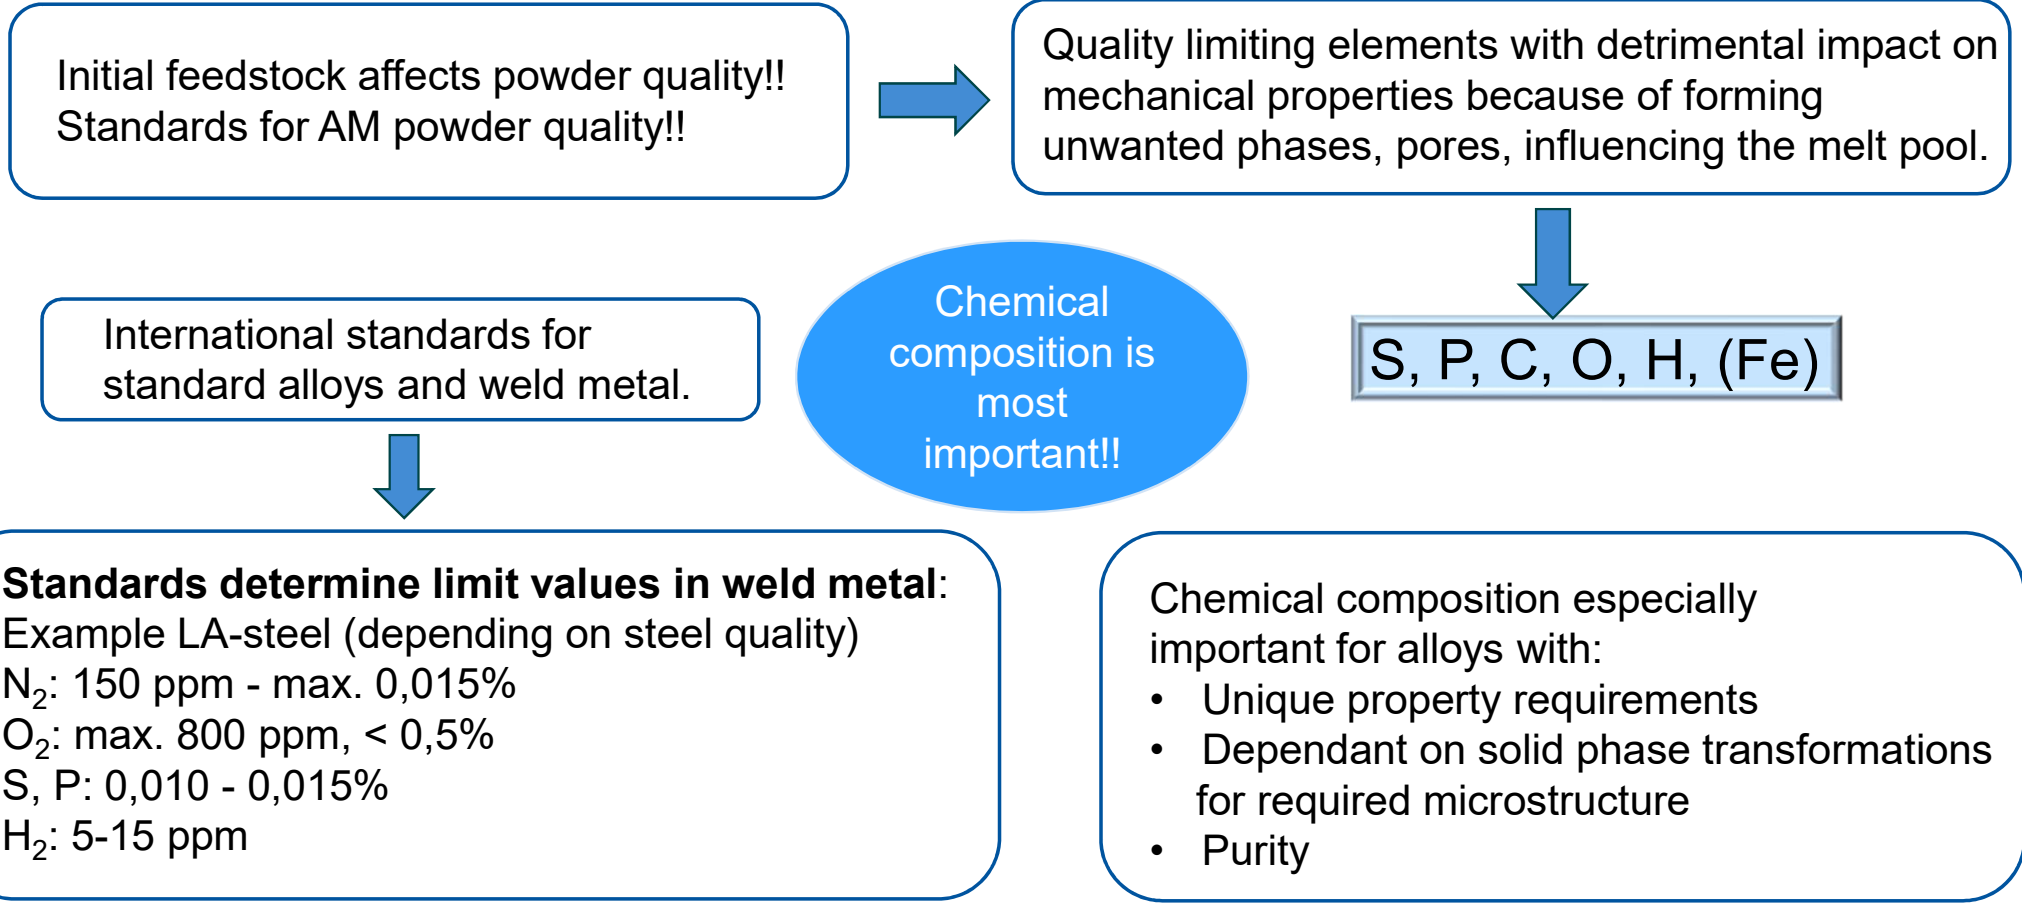 Initial feedstock affects powder quality!!
Standards for AM powder quality!!
Quality limiting elements with detrimental impact on
mechanical properties because of forming
unwanted phases, pores, influencing the melt pool.
S, P, C, O, H, (Fe)
Chemical
composition is
most
important!!
International standards for
standard alloys and weld metal.
Standards determine limit values in weld metal:
Example LA-steel (depending on steel quality)
N₂: 150 ppm - max. 0,015%
O₂: max. 800 ppm, < 0,5%
S, P: 0,010 - 0,015%
H₂: 5-15 ppm
Chemical composition especially
important for alloys with:
• Unique property requirements
• Dependant on solid phase transformations
for required microstructure
• Purity